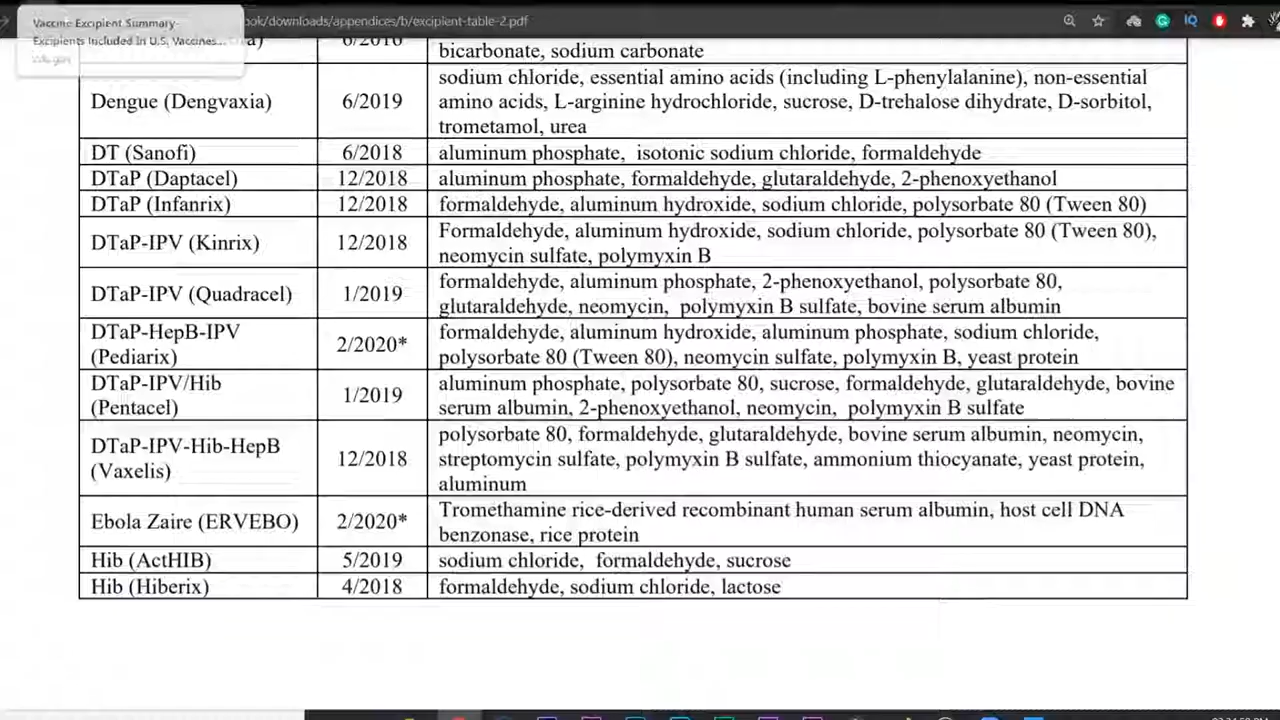 Vaccine Excipient Summary-
Excipients Included In U.S. Vaccines...
ook/downloads/appendices/b/excipient-table-2.pdf
bicarbonate, sodium carbonate
Dengue (Dengvaxia) 6/2019 sodium chloride, essential amino acids (including L-phenylalanine), non-essential
amino acids, L-arginine hydrochloride, sucrose, D-trehalose dihydrate, D-sorbitol,
trometamol, urea
DT (Sanofi) 6/2018 aluminum phosphate, isotonic sodium chloride, formaldehyde
DTaP (Daptacel) 12/2018 aluminum phosphate, formaldehyde, glutaraldehyde, 2-phenoxyethanol
DTaP (Infanrix) 12/2018 formaldehyde, aluminum hydroxide, sodium chloride, polysorbate 80 (Tween 80)
DTaP-IPV (Kinrix) 12/2018 Formaldehyde, aluminum hydroxide, sodium chloride, polysorbate 80 (Tween 80),
neomycin sulfate, polymyxin B
DTaP-IPV (Quadracel) 1/2019 formaldehyde, aluminum phosphate, 2-phenoxyethanol, polysorbate 80,
glutaraldehyde, neomycin, polymyxin B sulfate, bovine serum albumin
DTaP-HepB-IPV
(Pediarix) 2/2020* formaldehyde, aluminum hydroxide, aluminum phosphate, sodium chloride,
polysorbate 80 (Tween 80), neomycin sulfate, polymyxin B, yeast protein
DTaP-IPV/Hib
(Pentacel) 1/2019 aluminum phosphate, polysorbate 80, sucrose, formaldehyde, glutaraldehyde, bovine
serum albumin, 2-phenoxyethanol, neomycin, polymyxin B sulfate
DTaP-IPV-Hib-HepB
(Vaxelis) 12/2018 polysorbate 80, formaldehyde, glutaraldehyde, bovine serum albumin, neomycin,
streptomycin sulfate, polymyxin B sulfate, ammonium thiocyanate, yeast protein,
aluminum
Ebola Zaire (ERVEBO) 2/2020* Tromethamine rice-derived recombinant human serum albumin, host cell DNA
benzonase, rice protein
Hib (ActHIB) 5/2019 sodium chloride, formaldehyde, sucrose
Hib (Hiberix) 4/2018 formaldehyde, sodium chloride, lactose